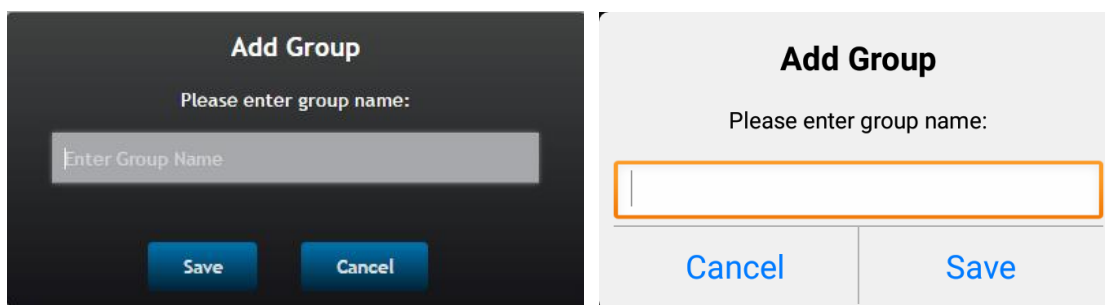 Add Group
Please enter group name:
Enter Group Name
Save Cancel
Add Group
Please enter group name:
Cancel Save